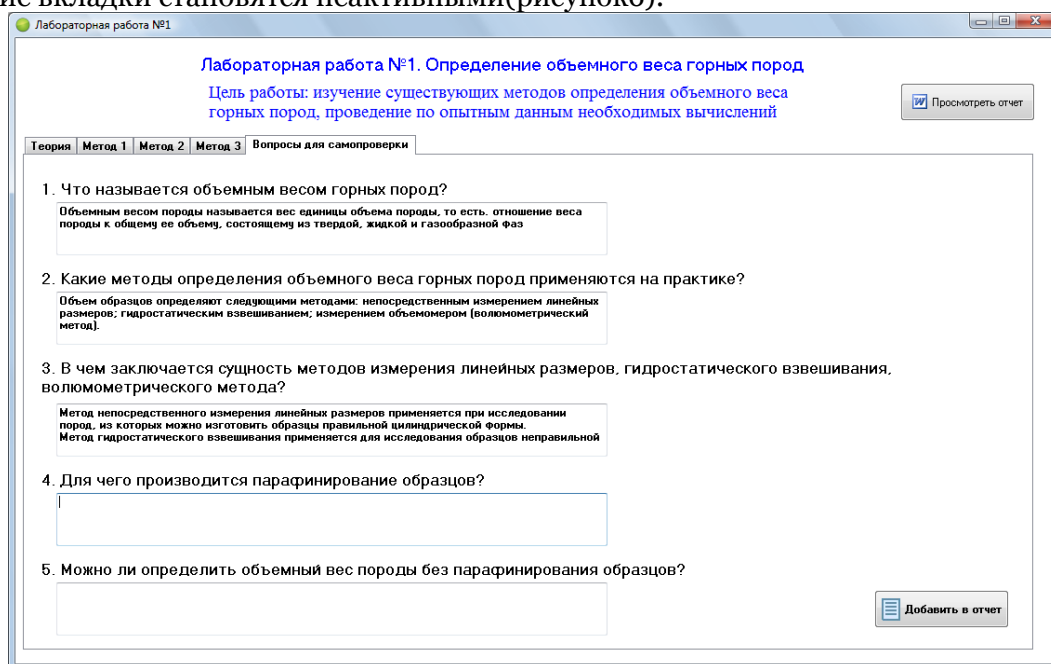 ие вкладки становятся неактивными(рисунок6).
Лабораторная работа №1
Лабораторная работа №1. Определение объемного веса горных пород
Цель работы: изучение существующих методов определения объемного веса
горных пород, проведение по опытным данным необходимых вычислений
Просмотреть отчет
Теория Метод 1 Метод 2 Метод 3 Вопросы для самопроверки
1. Что называется объемным весом горных пород?
Объемным весом породы называется вес единицы объема породы, то есть. отношение веса
породы к общему ее объему, состоящему из твердой, жидкой и газообразной фаз
2. Какие методы определения объемного веса горных пород применяются на практике?
Объем образцов определяют следующими методами: непосредственным измерением линейных
размеров; гидростатическим взвешиванием; измерением объемомером (волюмометрический
метод).
3. В чем заключается сущность методов измерения линейных размеров, гидростатического взвешивания,
волюмометрического метода?
Метод непосредственного измерения линейных размеров применяется при исследовании
пород, из которых можно изготовить образцы правильной цилиндрической формы.
Метод гидростатического взвешивания применяется для исследования образцов неправильной
4. Для чего производится парафинирование образцов?
5. Можно ли определить объемный вес породы без парафинирования образцов?
Добавить в отчет